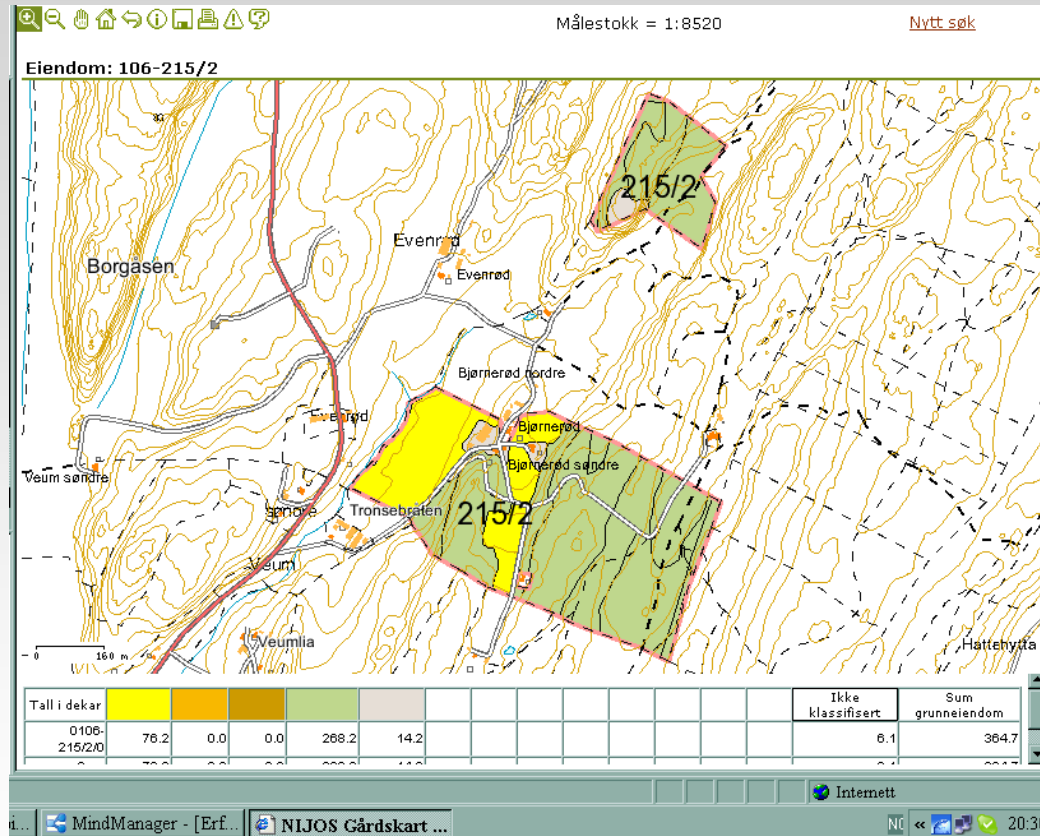 Målestokk = 1:8520
Nytt søk
Eiendom: 106-215/2
215/2
Evenrød
Borgåsen
Evenrød
Bjørnerød nordre
Evenrød
Bjørnerød
Bjørnerød søndre
Veum søndre
Tronsebråten
215/2
Veum
Veumlia
Hattehytta
0 160 m
Tall i dekar
Ikke klassifisert
Sum grunneiendom
0106-215/2/0 76.2 0.0 0.0 268.2 14.2 6.1 364.7
Internett
MindManager - [Erf...
NIJOS Gårdskart ...
NO
«